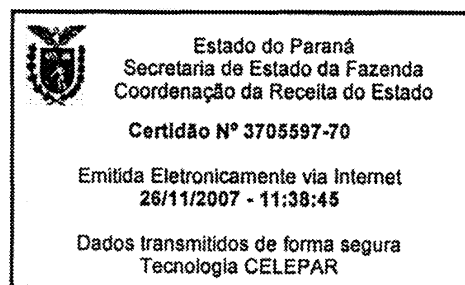 Estado do Paraná
Secretaria de Estado da Fazenda
Coordenação da Receita do Estado
Certidão Nº 3705597-70
Emitida Eletronicamente via Internet
26/11/2007 - 11:38:45
Dados transmitidos de forma segura
Tecnologia CELEPAR